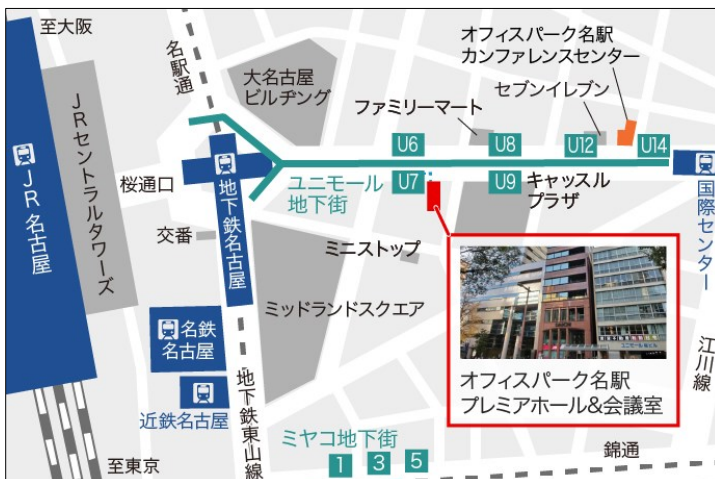 至大阪
名駅通
JRセントラルタワーズ
JR名古屋
大名古屋
ビルヂング
オフィスパーク名駅
カンファレンスセンター
セブンイレブン
ファミリーマート
U6
U8
U12
U14
桜通口
地下鉄名古屋
ユニモール
地下街
U7
U9
キャッスル
プラザ
国際センター
交番
ミニストップ
ミッドランドスクエア
名鉄
名古屋
近鉄名古屋
地下鉄東山線
江川線
オフィスパーク名駅
プレミアホール&会議室
ミヤコ地下街
1
3
5
錦通
至東京